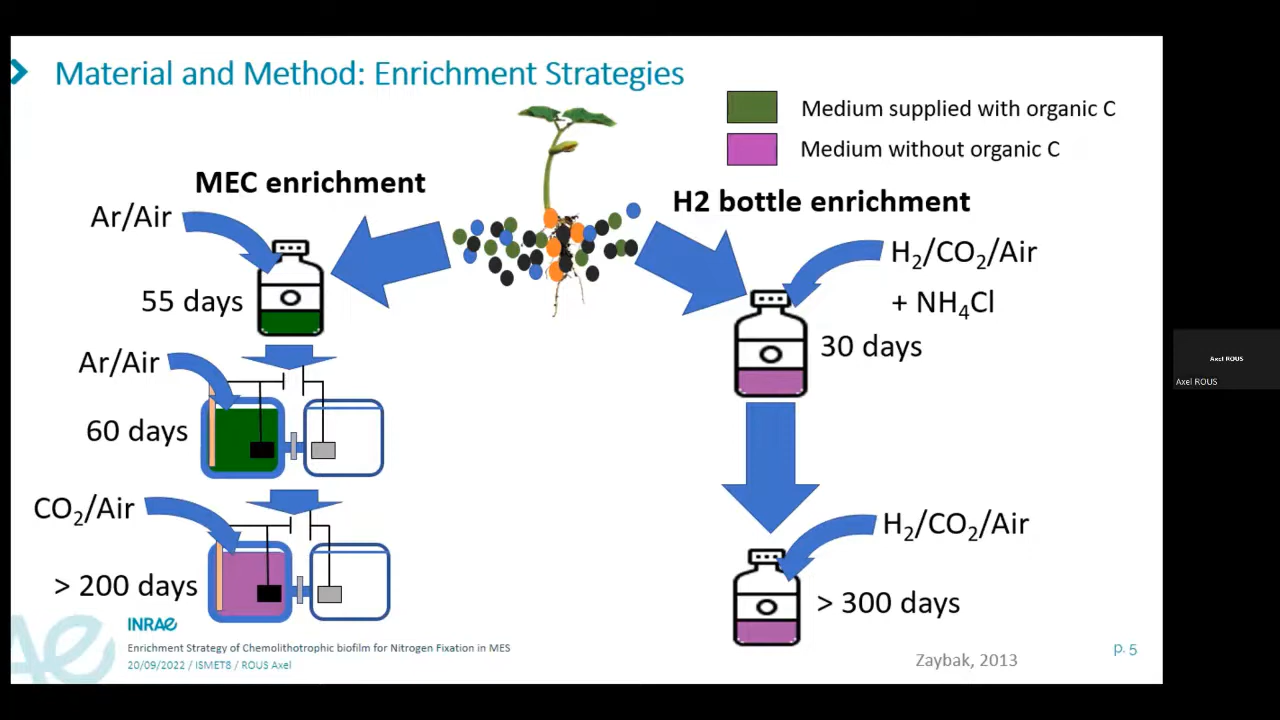 Material and Method: Enrichment Strategies
Medium supplied with organic C
Medium without organic C
MEC enrichment
Ar/Air
55 days
Ar/Air
60 days
CO₂/Air
> 200 days
H2 bottle enrichment
H₂/CO₂/Air
+ NH₄Cl
30 days
H₂/CO₂/Air
> 300 days
INRAE
Enrichment Strategy of Chemolithotrophic biofilm for Nitrogen Fixation in MES
20/09/2022 / ISMET8 / ROUS Axel
Zaybak, 2013
p. 5
Axel ROUS
Axel ROUS